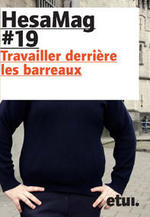 HesaMag
#19
Travailler derrière
les barreaux
etui.